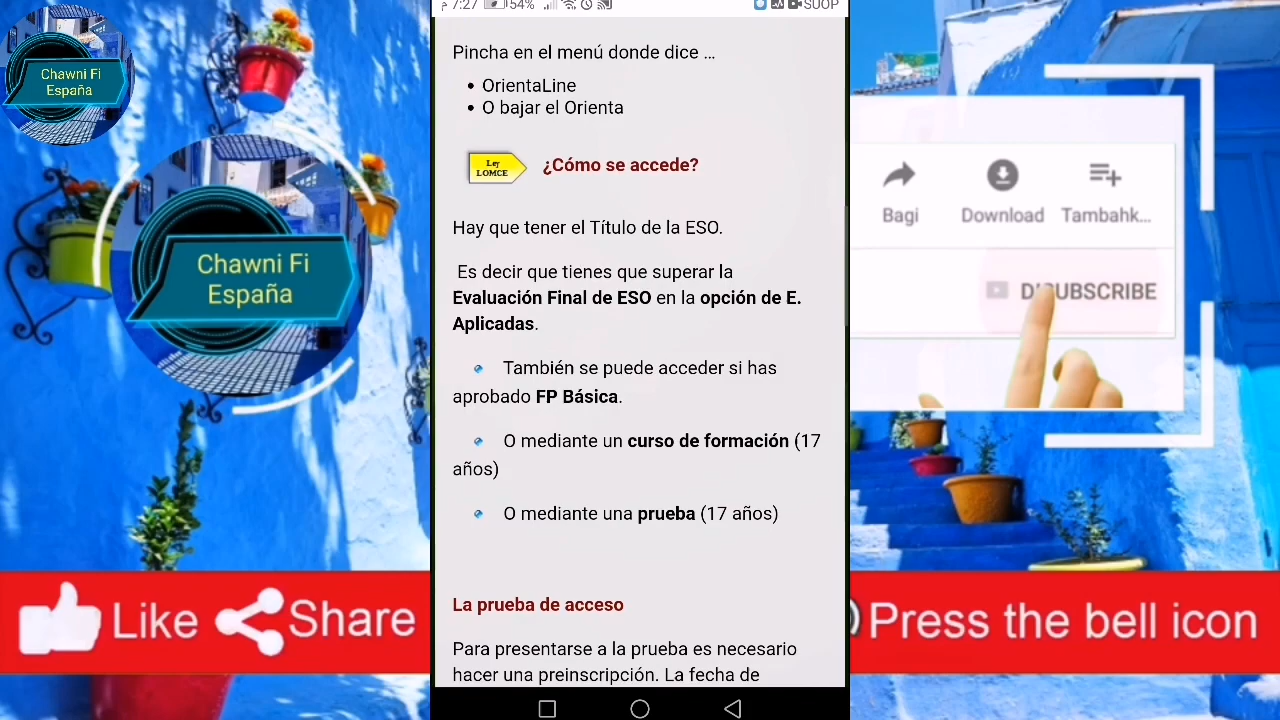 م 7:27
54%
SUOP
Chawni Fi
España
Pincha en el menú donde dice ...
• OrientaLine
• O bajar el Orienta
Ley
LOMCE
¿Cómo se accede?
Hay que tener el Título de la ESO.
Es decir que tienes que superar la
Evaluación Final de ESO en la opción de E.
Aplicadas.
También se puede acceder si has
aprobado FP Básica.
O mediante un curso de formación (17
años)
O mediante una prueba (17 años)
La prueba de acceso
Para presentarse a la prueba es necesario
hacer una preinscripción. La fecha de
Chawni Fi
España
Bagi
Download
Tambahk...
Like
Share
Press the bell icon